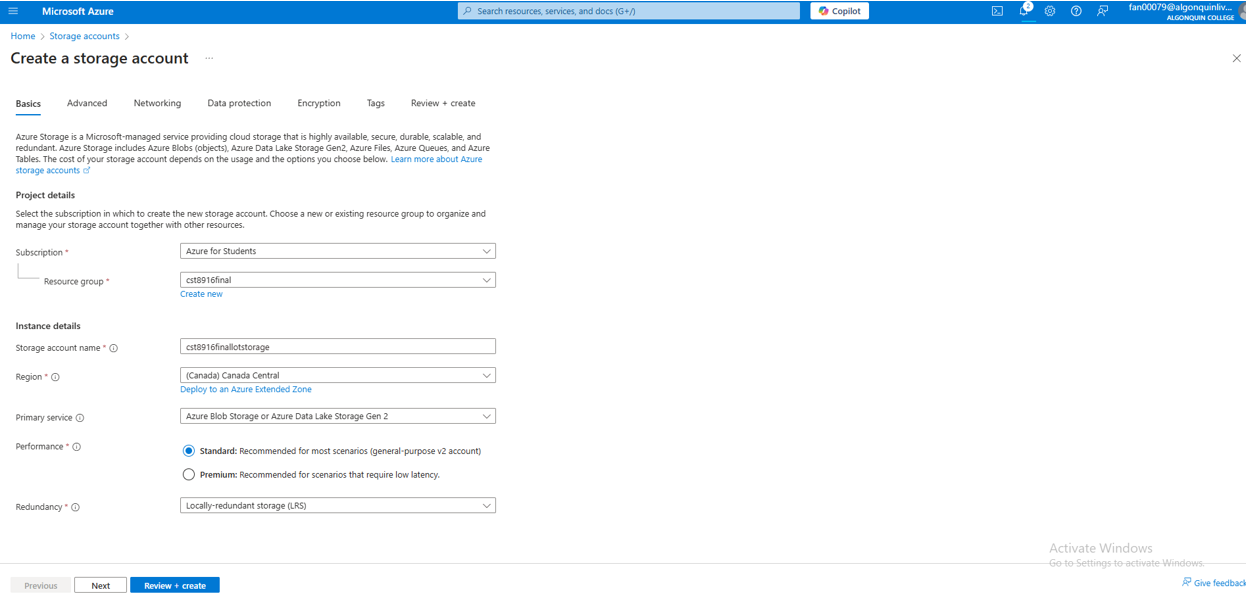 Microsoft Azure
Search resources, services, and docs (G+/)
Copilot
2
fan00079@algonquinliv...
ALGONQUIN COLLEGE
Home > Storage accounts >
Create a storage account ...
Basics Advanced Networking Data protection Encryption Tags Review + create
Azure Storage is a Microsoft-managed service providing cloud storage that is highly available, secure, durable, scalable, and
redundant. Azure Storage includes Azure Blobs (objects), Azure Data Lake Storage Gen2, Azure Files, Azure Queues, and Azure
Tables. The cost of your storage account depends on the usage and the options you choose below. Learn more about Azure
storage accounts
Project details
Select the subscription in which to create the new storage account. Choose a new or existing resource group to organize and
manage your storage account together with other resources.
Subscription * Azure for Students
Resource group * cst8916final
Create new
Instance details
Storage account name * cst8916finallotstorage
Region * (Canada) Canada Central
Deploy to an Azure Extended Zone
Primary service Azure Blob Storage or Azure Data Lake Storage Gen 2
Performance * Standard: Recommended for most scenarios (general-purpose v2 account)
Premium: Recommended for scenarios that require low latency.
Redundancy * Locally-redundant storage (LRS)
Activate Windows
Go to Settings to activate Windows.
Previous Next Review + create
Give feedback